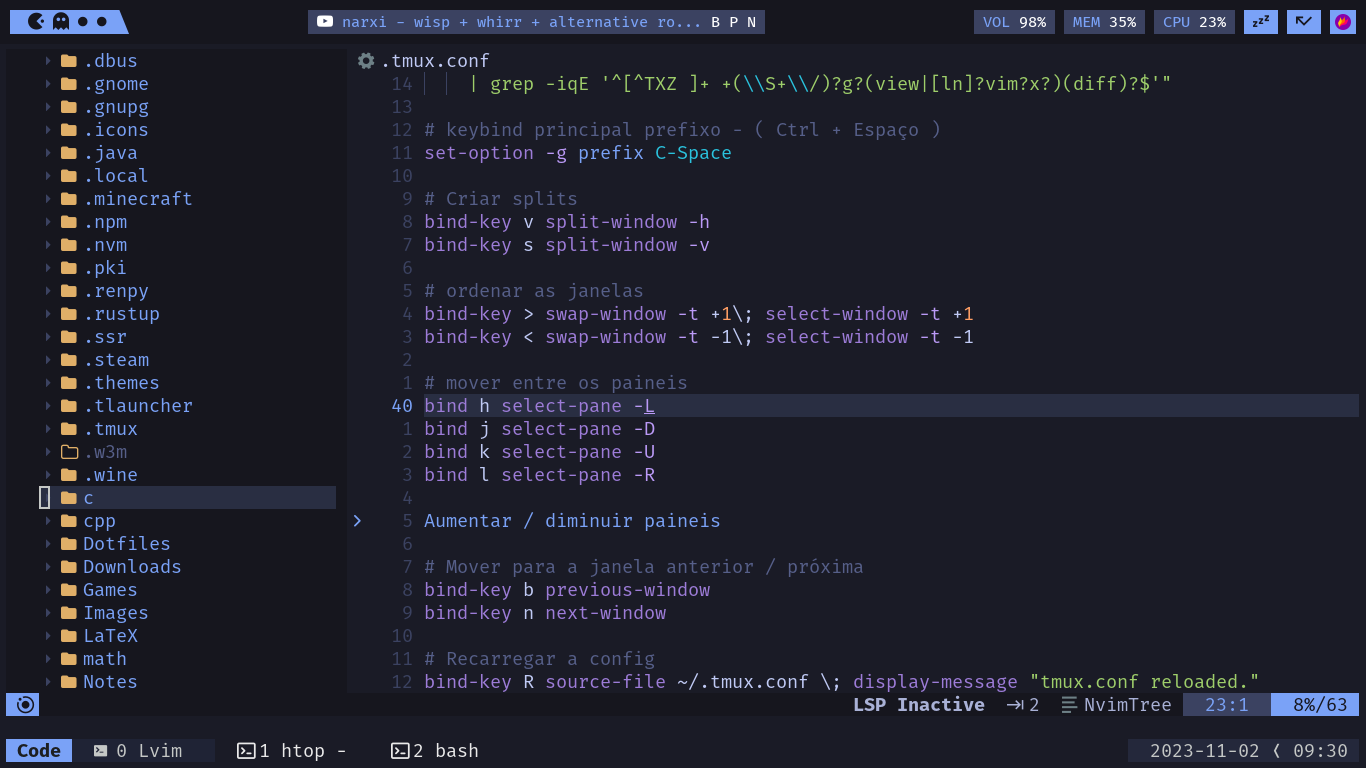 narxi - wisp + whirr + alternative ro... B P N
VOL 98%
MEM 35%
CPU 23%
zzz
.dbus
.gnome
.gnupg
.icons
.java
.local
.minecraft
.npm
.nvm
.pki
.renpy
.rustup
.ssr
.steam
.themes
.tlauncher
.tmux
.w3m
.wine
c
cpp
Dotfiles
Downloads
Games
Images
LaTeX
math
Notes
.tmux.conf
14 | grep -iqE '^[^TXZ ]+ +(\\S+\\/)?g?(view|[ln]?vim?x?)(diff)?$'"
13
12 # keybind principal prefixo - ( Ctrl + Espaço )
11 set-option -g prefix C-Space
10
9 # Criar splits
8 bind-key v split-window -h
7 bind-key s split-window -v
6
5 # ordenar as janelas
4 bind-key > swap-window -t +1\; select-window -t +1
3 bind-key < swap-window -t -1\; select-window -t -1
2
1 # mover entre os paineis
40 bind h select-pane -L
1 bind j select-pane -D
2 bind k select-pane -U
3 bind l select-pane -R
4
5 Aumentar / diminuir paineis
6
7 # Mover para a janela anterior / próxima
8 bind-key b previous-window
9 bind-key n next-window
10
11 # Recarregar a config
12 bind-key R source-file ~/.tmux.conf \; display-message "tmux.conf reloaded."
LSP Inactive 2 NvimTree 23:1 8%/63
Code 0 Lvim 1 htop - 2 bash 2023-11-02 ❬ 09:30